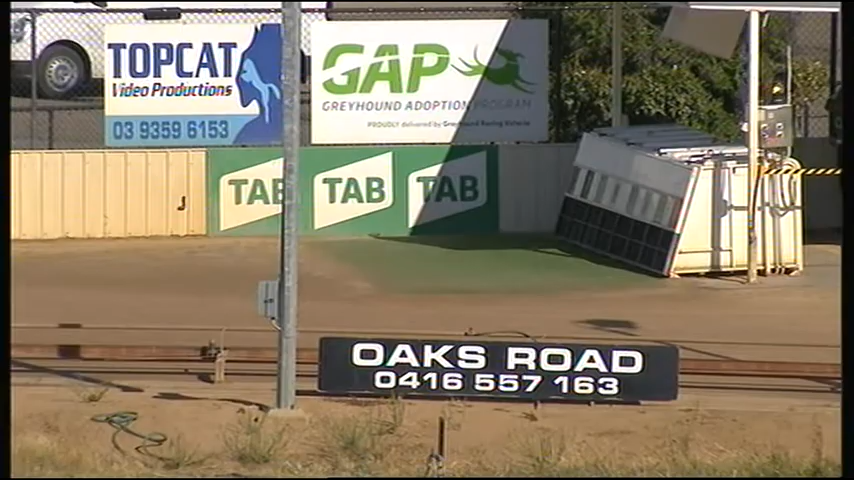 TOPCAT
Video Productions
03 9359 6153
GAP
GREYHOUND ADOPTION PROGRAM
PROUDLY delivered by Greyhound Racing Victoria
TAB
TAB
TAB
OAKS ROAD
0416 557 163